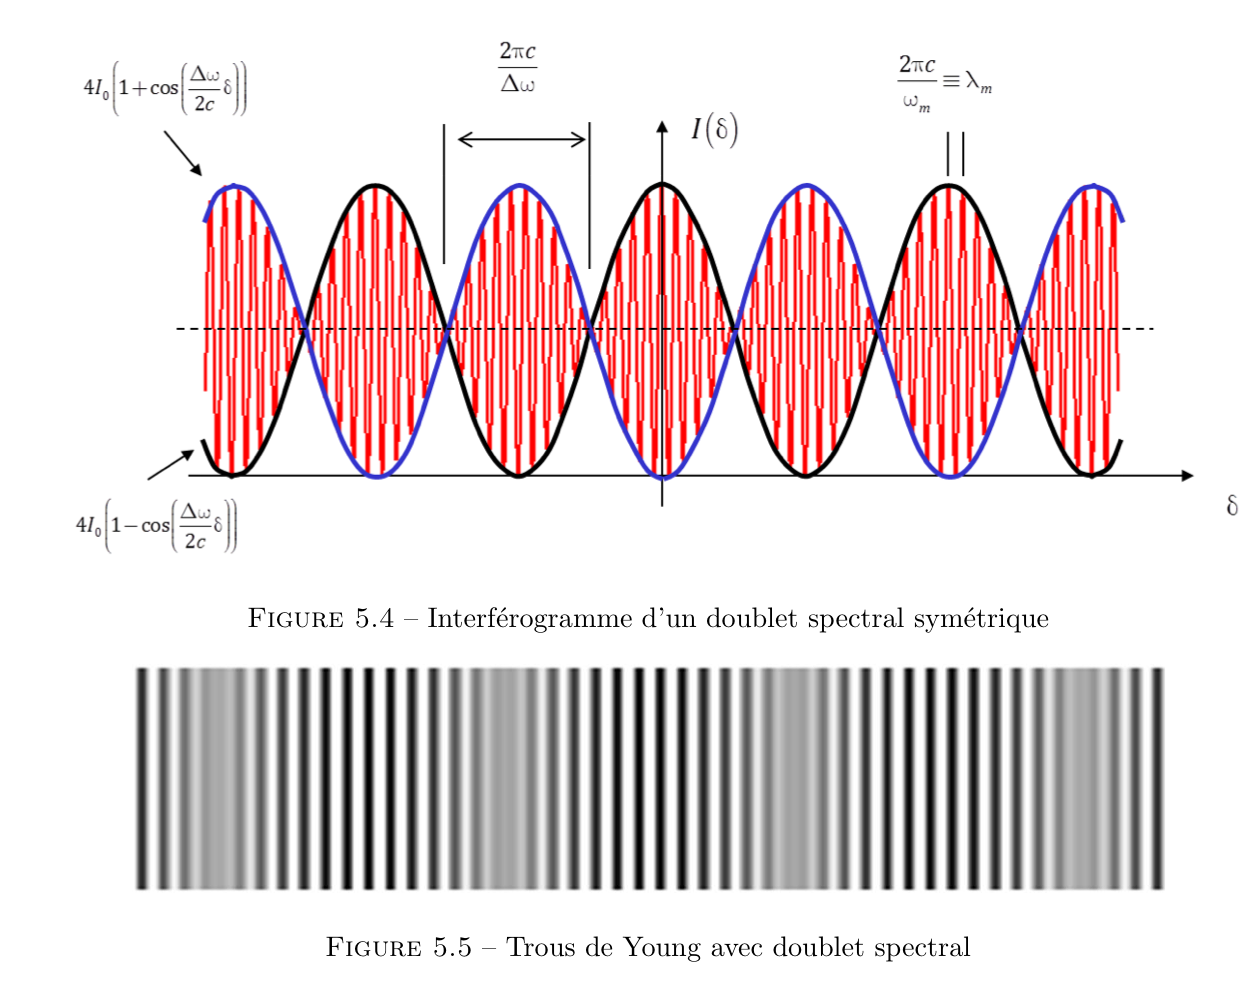 2πc/Δω
2πc/ω_m ≡ λ_m
4I_0(1+cos(Δω/2c δ))
I(δ)
4I_0(1−cos(Δω/2c δ))
δ
FIGURE 5.4 – Interférogramme d'un doublet spectral symétrique
FIGURE 5.5 – Trous de Young avec doublet spectral